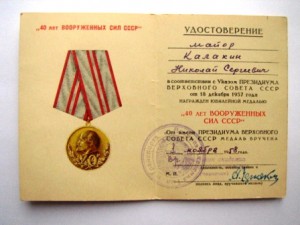 "40 лет ВООРУЖЕННЫХ СИЛ СССР"
40
УДОСТОВЕРЕНИЕ
майор
Калакин
Николай Сергеевич
в соответствии с Указом ПРЕЗИДИУМА
ВЕРХОВНОГО СОВЕТА СССР
от 18 декабря 1957 года
НАГРАЖДЕН ЮБИЛЕЙНОЙ МЕДАЛЬЮ
"40 ЛЕТ ВООРУЖЕННЫХ
СИЛ СССР"
От имени ПРЕЗИДИУМА ВЕРХОВНОГО
СОВЕТА СССР МЕДАЛЬ ВРУЧЕНА
ноября
М. П.